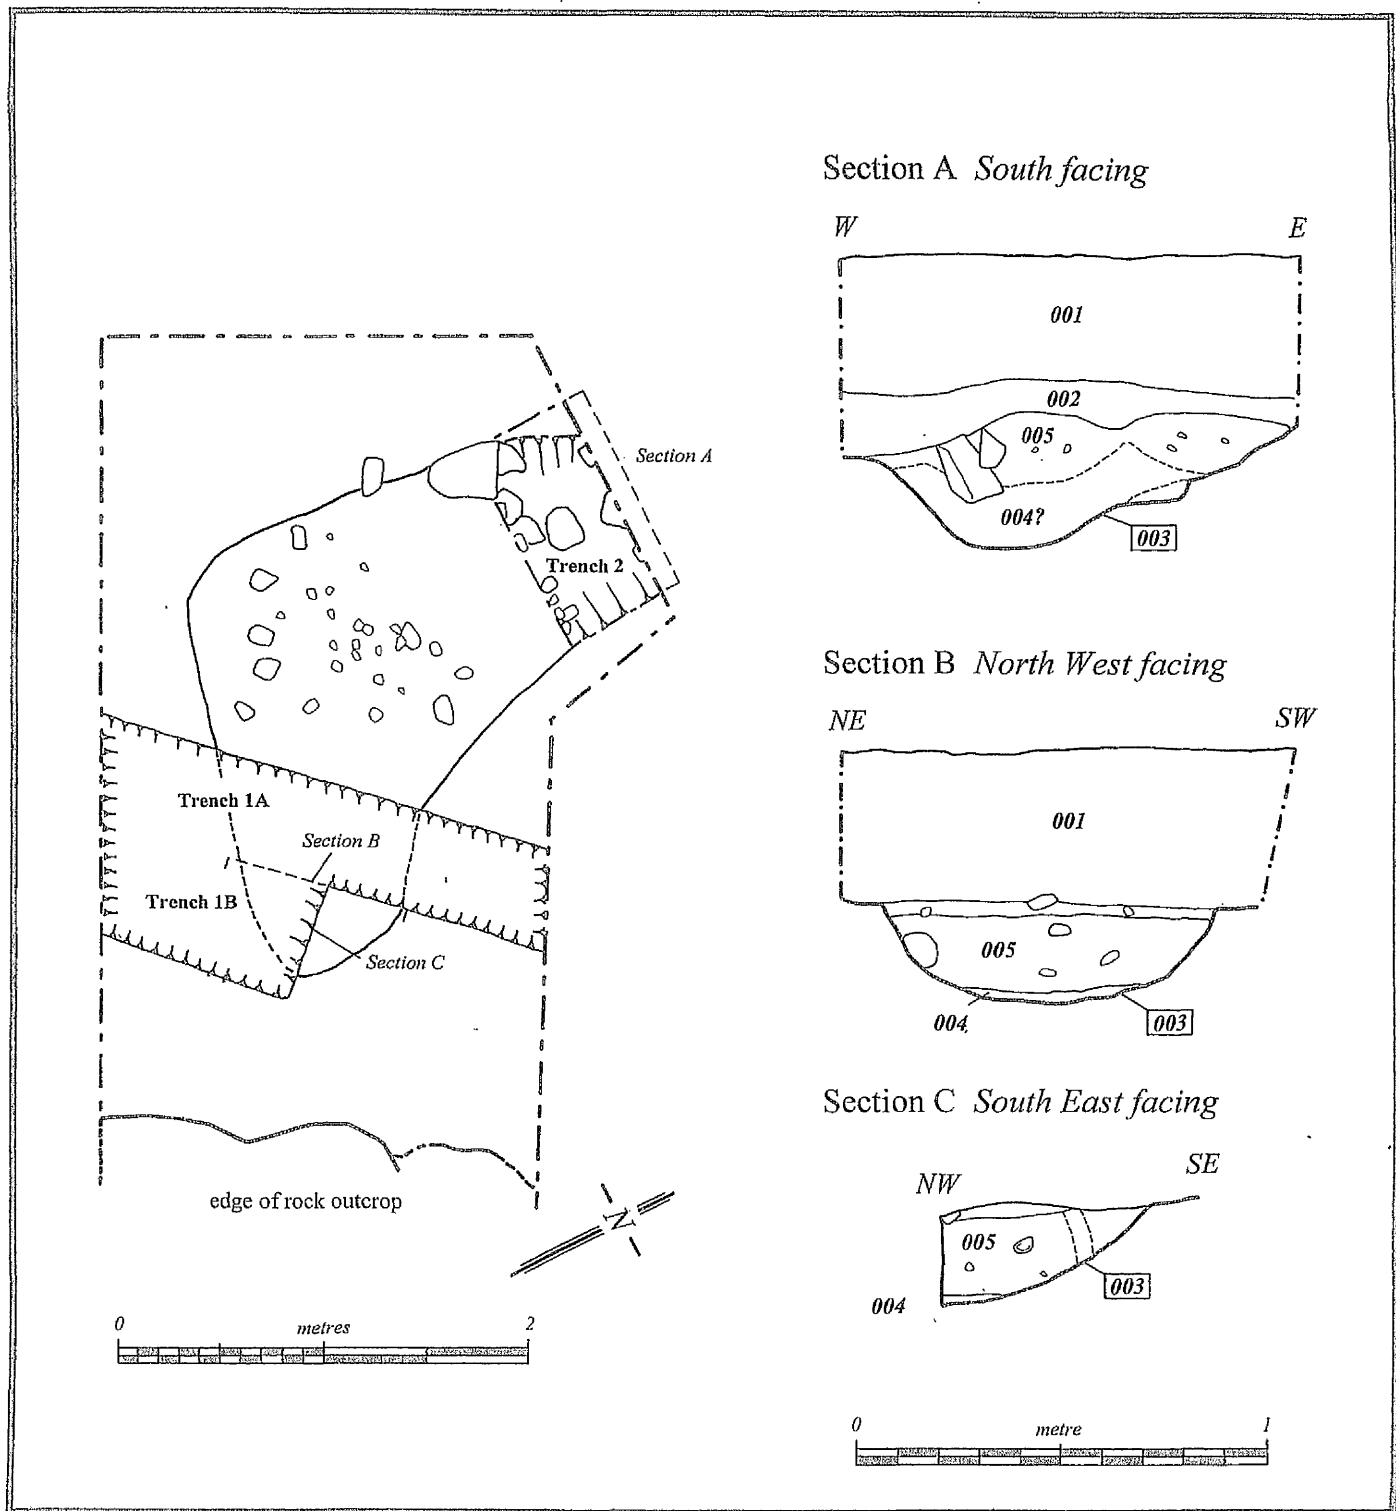 Section A South facing
W E
001
002
005
004?
003
Section A
Trench 2
Trench 1A
Section B
Trench 1B
Section C
edge of rock outcrop
N
0 metres 2
Section B North West facing
NE SW
001
005
004
003
Section C South East facing
NW SE
005
003
004
0 metre 1